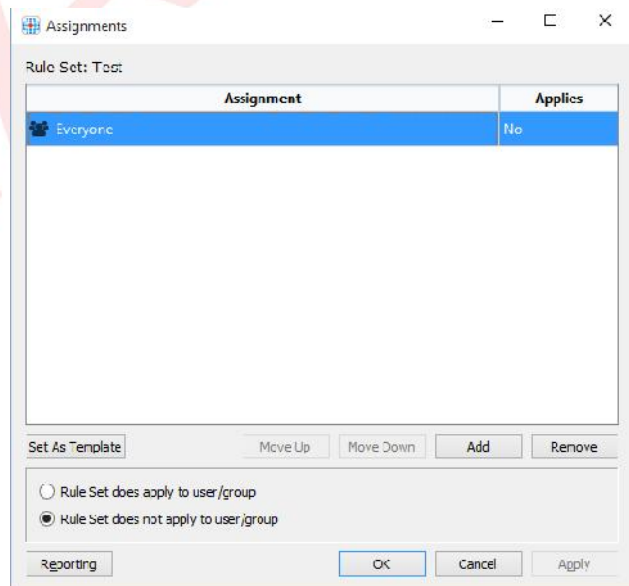 Assignments
Rule Set: Test
Assignment Applies
Everyone No
Set As Template Move Up Move Down Add Remove
Rule Set does apply to user/group
Rule Set does not apply to user/group
Reporting OK Cancel Apply